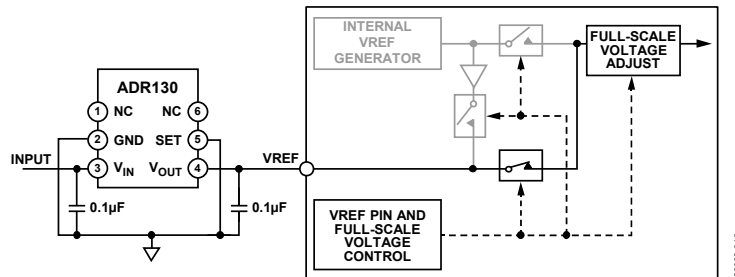 INTERNAL
VREF
GENERATOR
FULL-SCALE
VOLTAGE
ADJUST
ADR130
1 NC NC 6
2 GND SET 5
INPUT 3 VIN VOUT 4 VREF
0.1µF 0.1µF
VREF PIN AND
FULL-SCALE
VOLTAGE
CONTROL